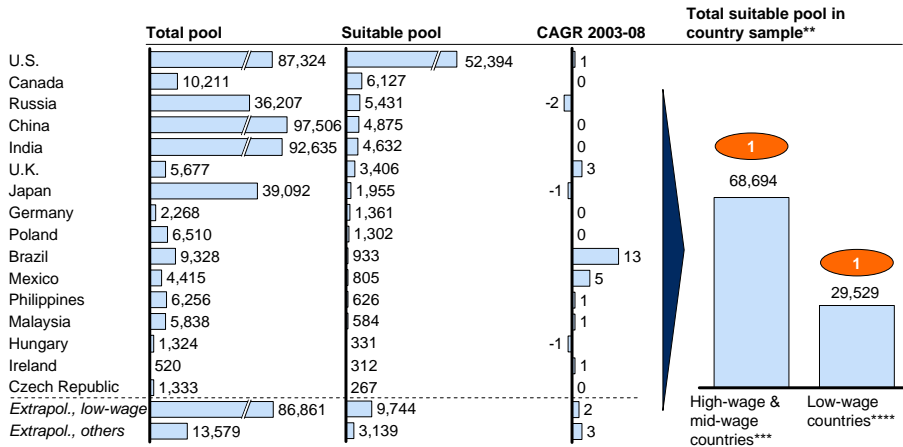 Total pool Suitable pool CAGR 2003-08 Total suitable pool in
country sample**
U.S. 87,324 52,394 1
Canada 10,211 6,127 0
Russia 36,207 5,431 -2
China 97,506 4,875 0
India 92,635 4,632 0
U.K. 5,677 3,406 3
Japan 39,092 1,955 -1
Germany 2,268 1,361 0
Poland 6,510 1,302 0
Brazil 9,328 933 13
Mexico 4,415 805 5
Philippines 6,256 626 1
Malaysia 5,838 584 1
Hungary 1,324 331 -1
Ireland 520 312 1
Czech Republic 1,333 267 0
Extrapol., low-wage 86,861 9,744 2
Extrapol., others 13,579 3,139 3
1
68,694
1
29,529
High-wage &
mid-wage
countries***
Low-wage
countries****